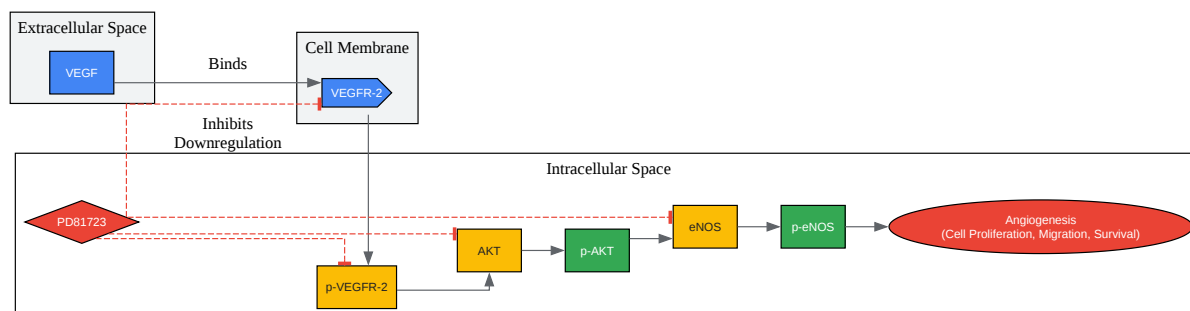 Extracellular Space
VEGF
Binds
Cell Membrane
VEGFR-2
Inhibits
Downregulation
Intracellular Space
PD81723
p-VEGFR-2
AKT
p-AKT
eNOS
p-eNOS
Angiogenesis
(Cell Proliferation, Migration, Survival)